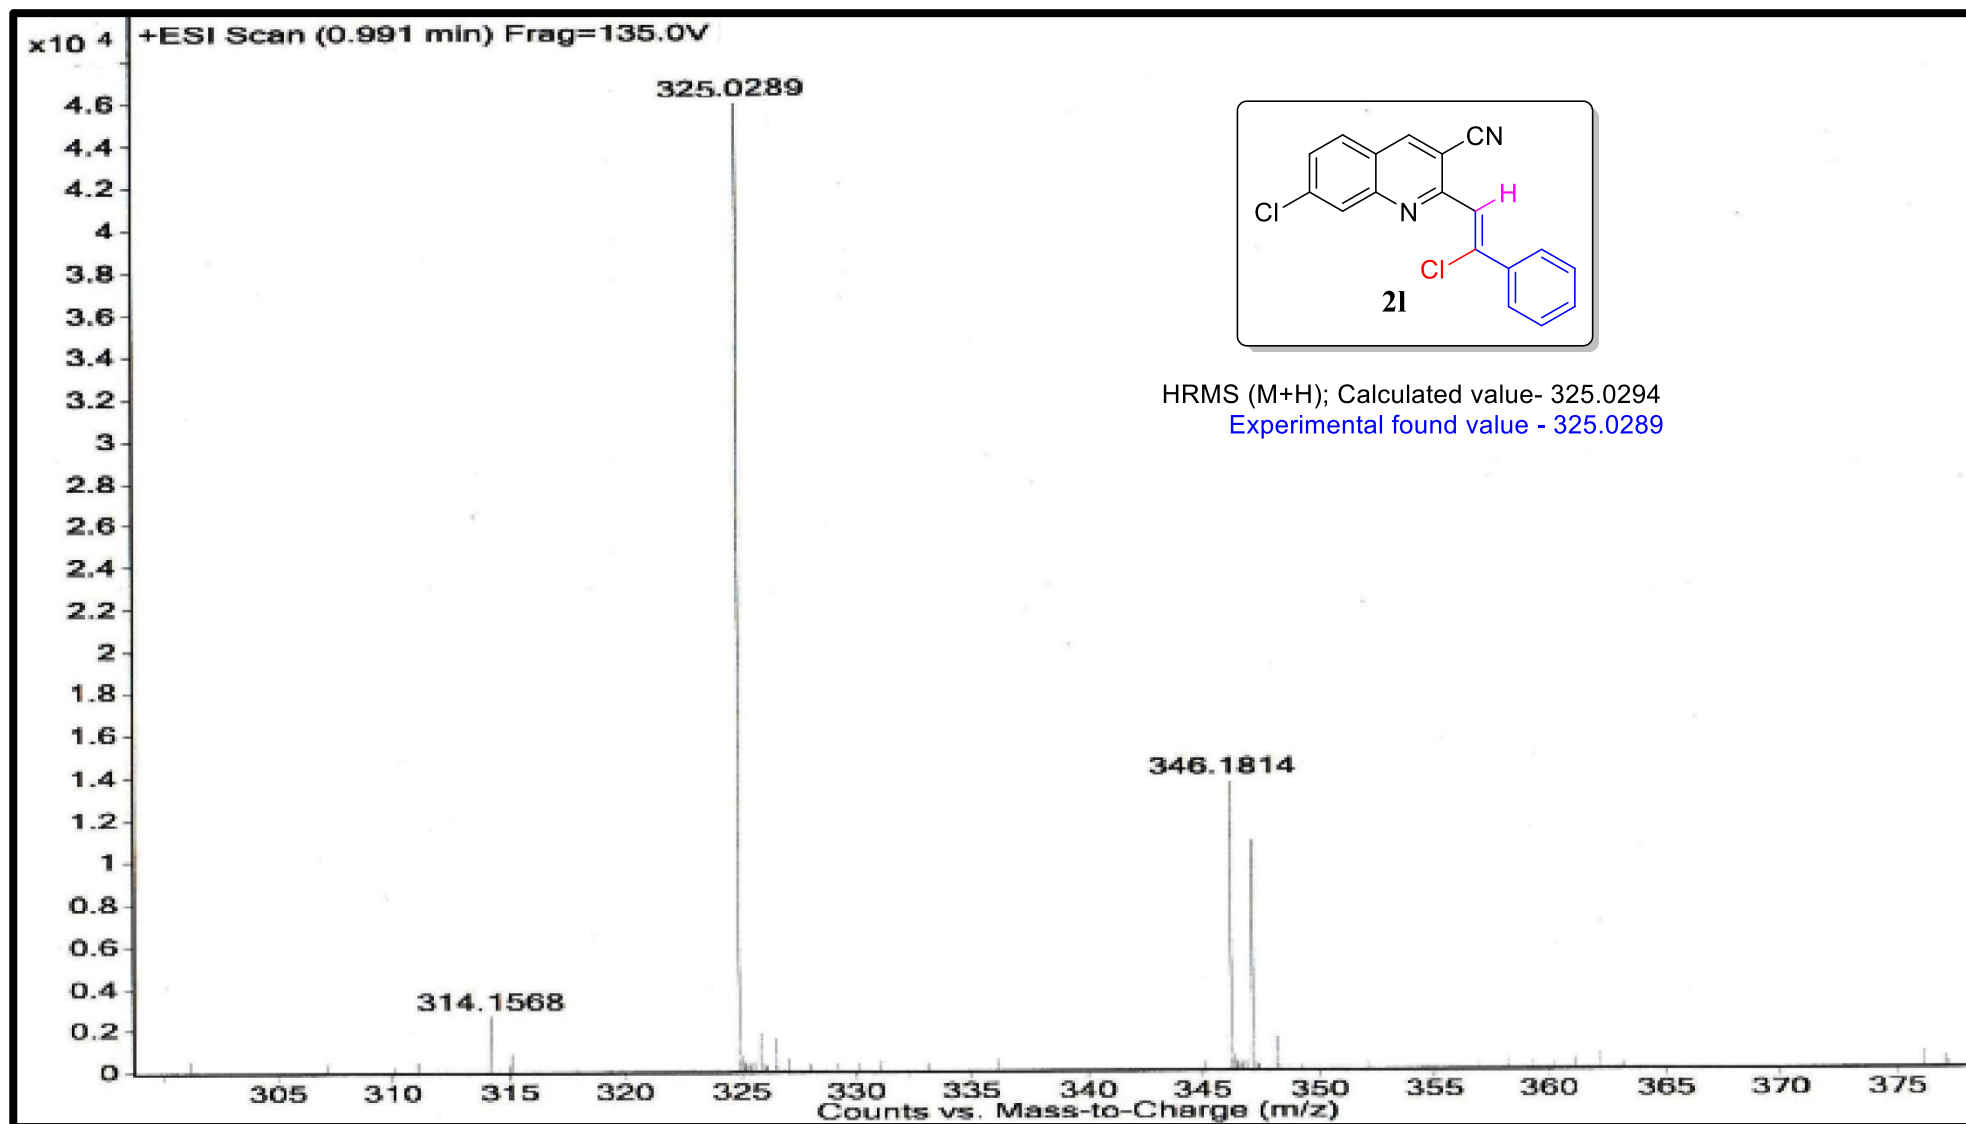 x10 4 +ESI Scan (0.991 min) Frag=135.0V
325.0289
4.6
4.4
4.2
4
3.8
3.6
3.4
3.2
3
2.8
2.6
2.4
2.2
2
1.8
1.6
1.4
1.2
1
0.8
0.6
0.4
0.2
0
CN
H
Cl
N
Cl
2l
HRMS (M+H); Calculated value- 325.0294
Experimental found value - 325.0289
346.1814
314.1568
305 310 315 320 325 330 335 340 345 350 355 360 365 370 375
Counts vs. Mass-to-Charge (m/z)